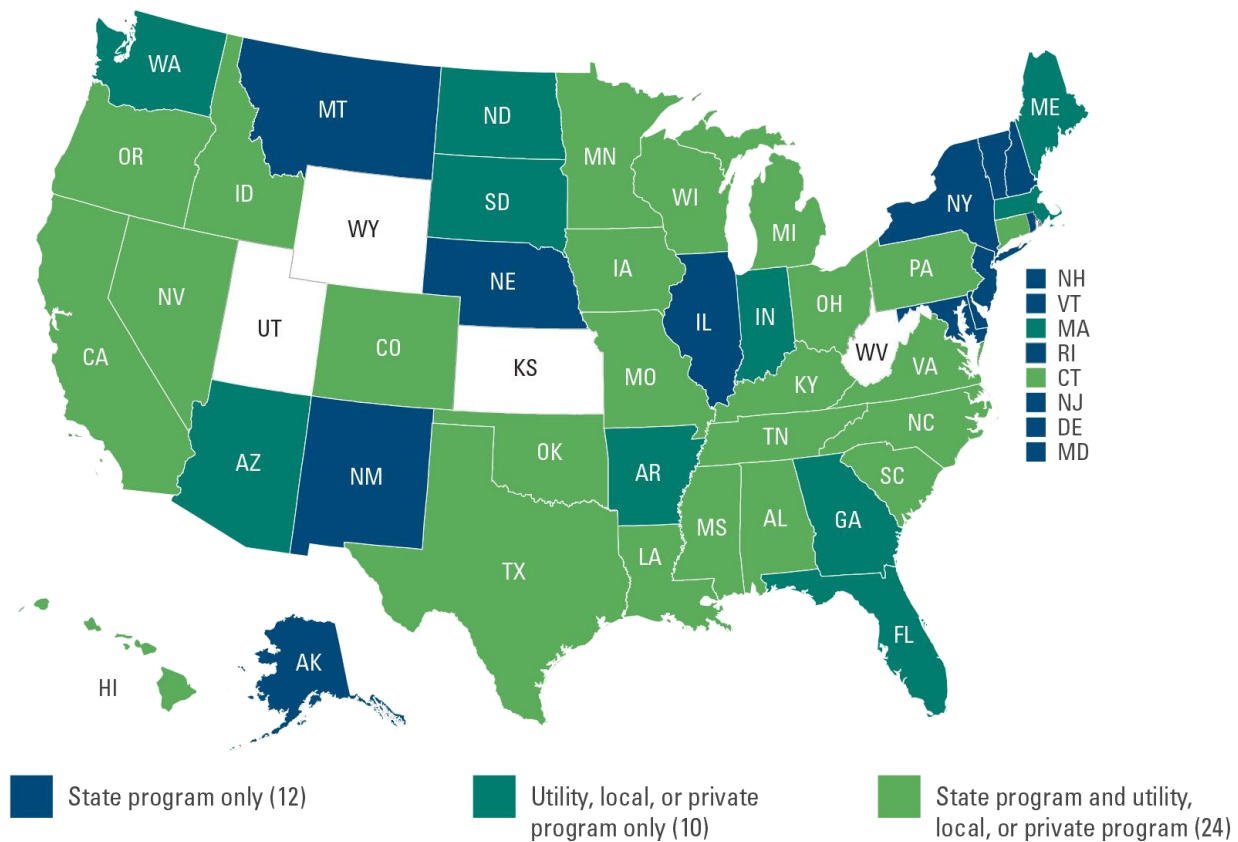 WA
MT
ND
MN
ME
OR
ID
SD
WI
NY
WY
MI
IA
PA
NE
NV
IL
IN
OH
UT
CO
WV
CA
KS
MO
KY
VA
NC
TN
OK
AZ
NM
AR
SC
MS
AL
GA
LA
TX
FL
AK
HI
NH
VT
MA
RI
CT
NJ
DE
MD
State program only (12)
Utility, local, or private
program only (10)
State program and utility,
local, or private program (24)